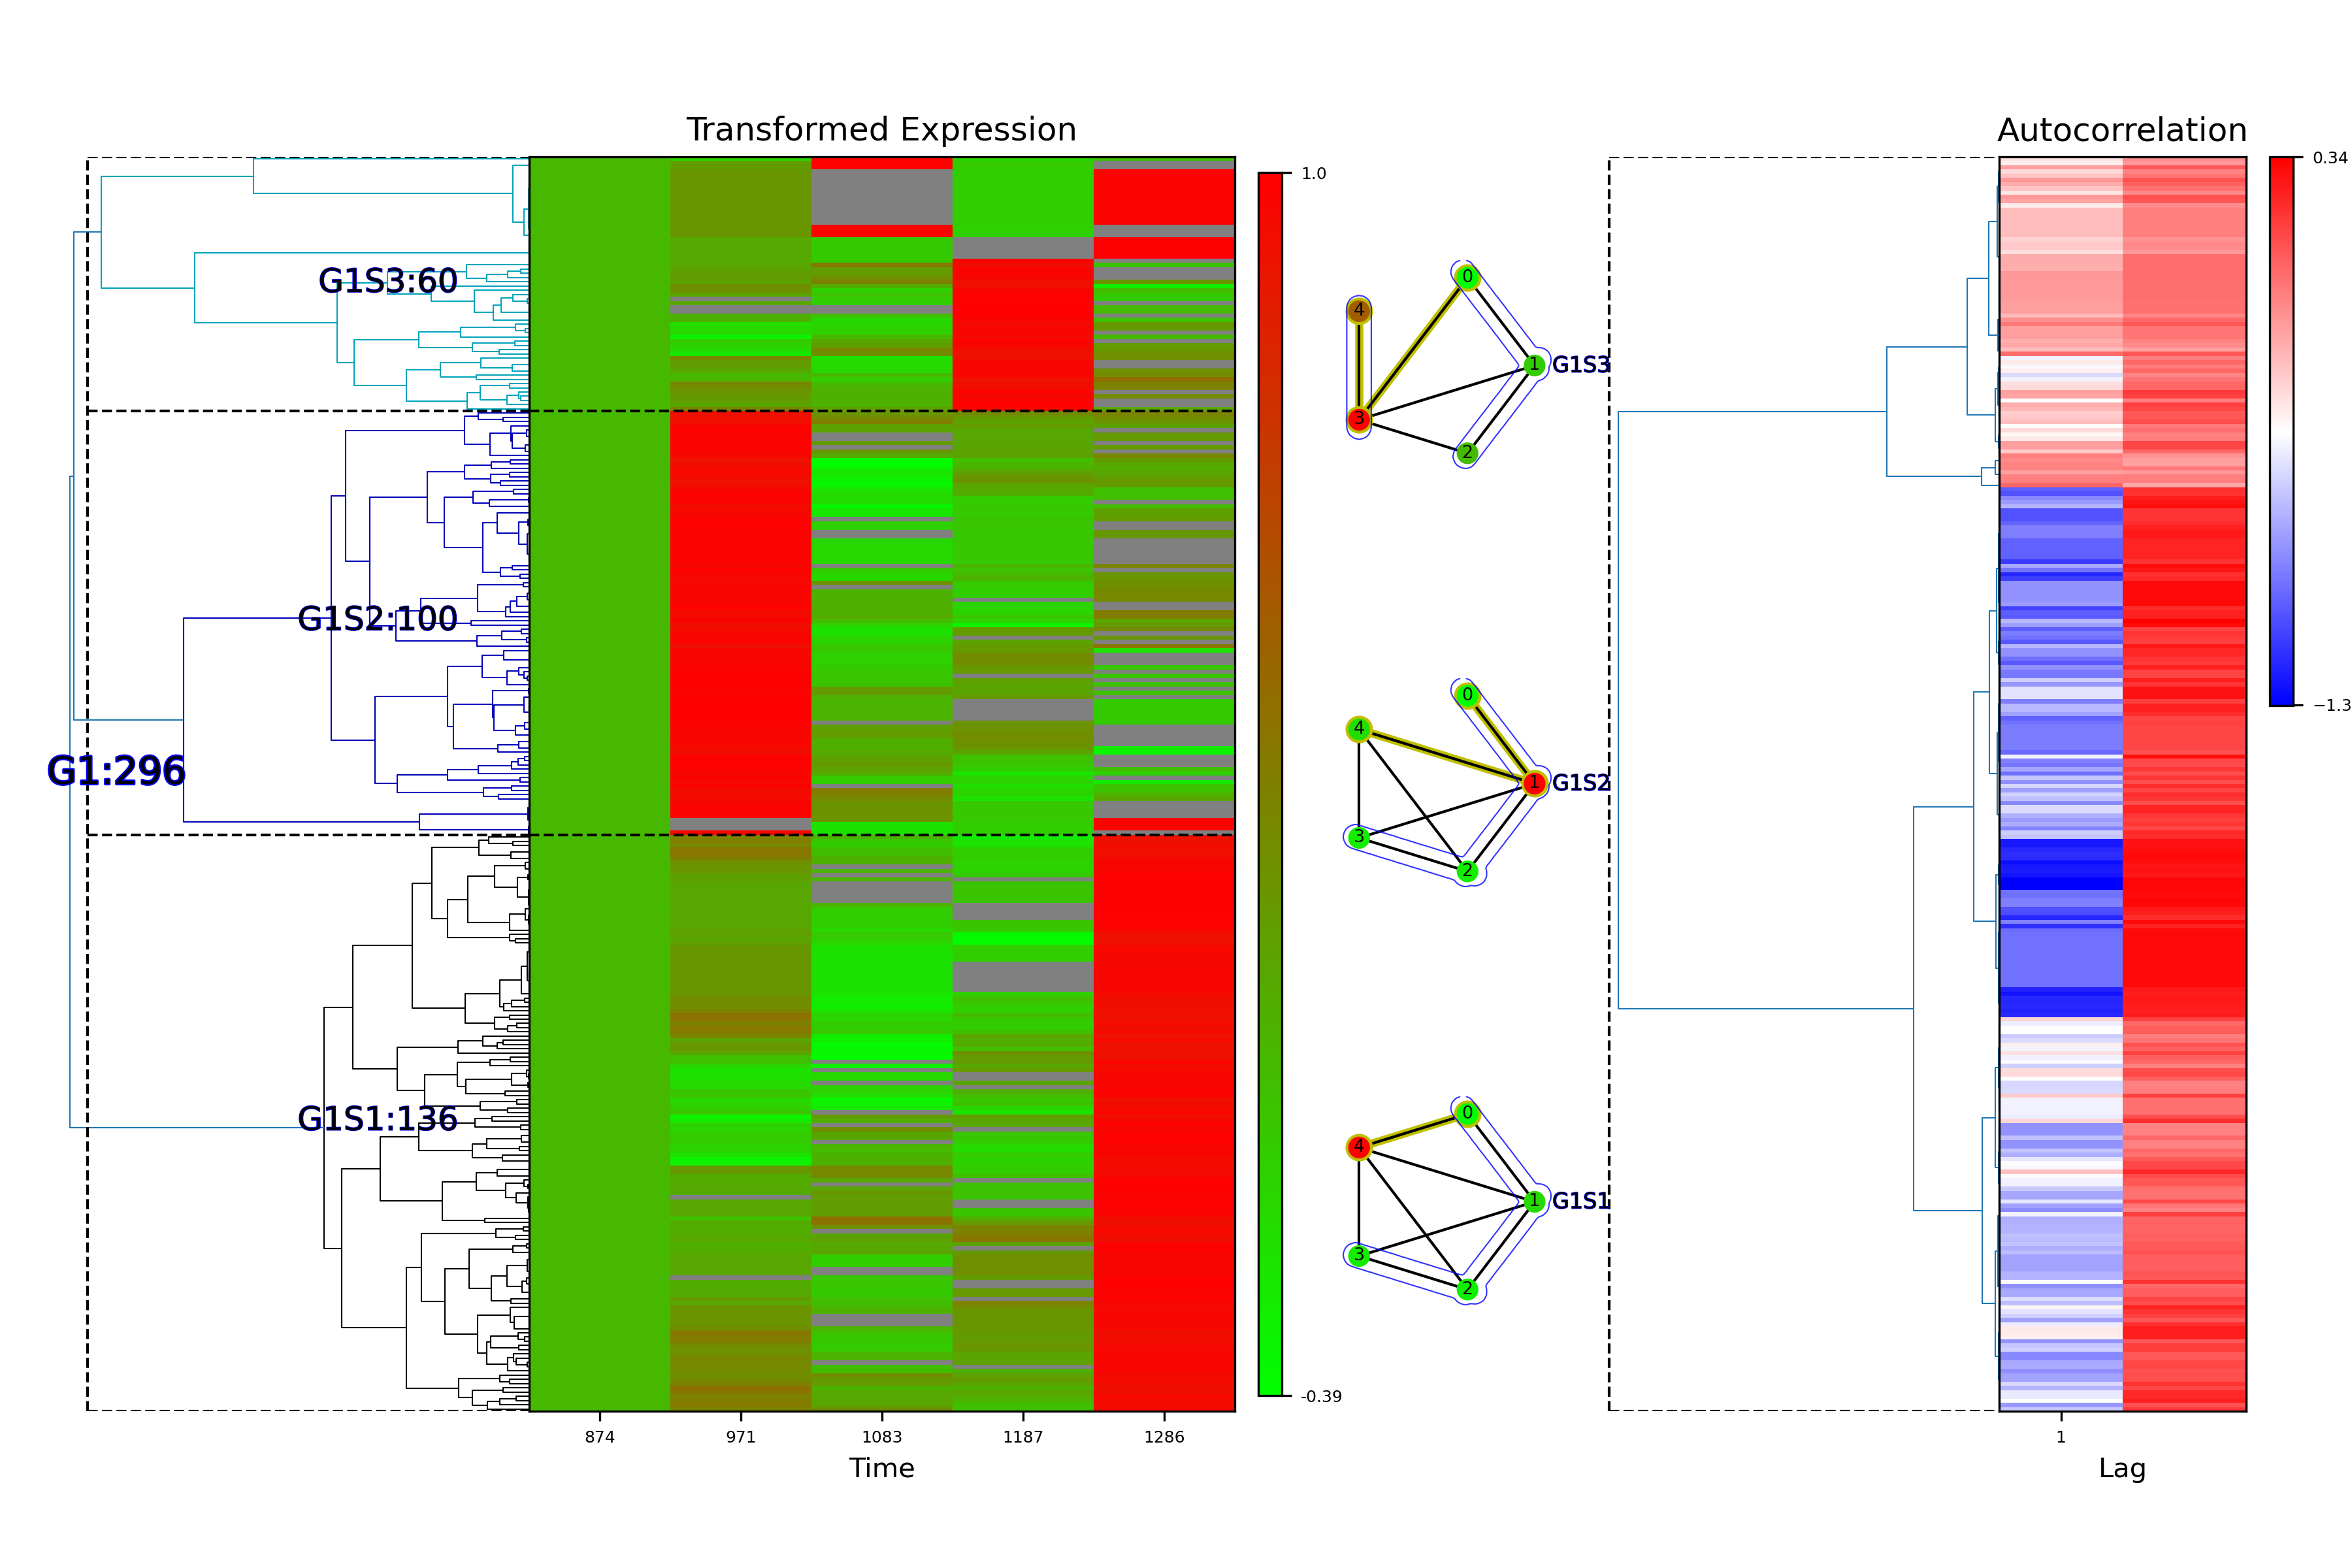 Transformed Expression
Autocorrelation
1.0
0.34
G1S3:60
0
4
1
G1S3
3
2
G1S2:100
0
4
1
G1S2
3
2
−1.3
G1:296
G1S1:136
0
4
1
G1S1
3
2
-0.39
874 971 1083 1187 1286
1
Time
Lag